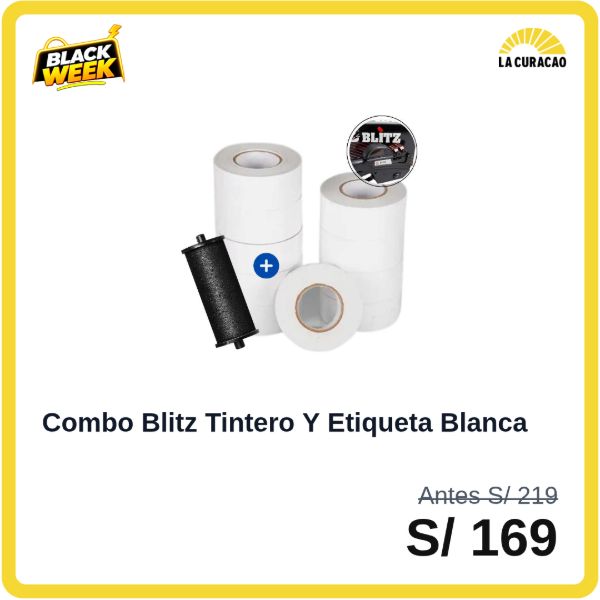 BLACK
WEEK
LA CURACAO
BLITZ
Combo Blitz Tintero Y Etiqueta Blanca
Antes S/ 219
S/ 169